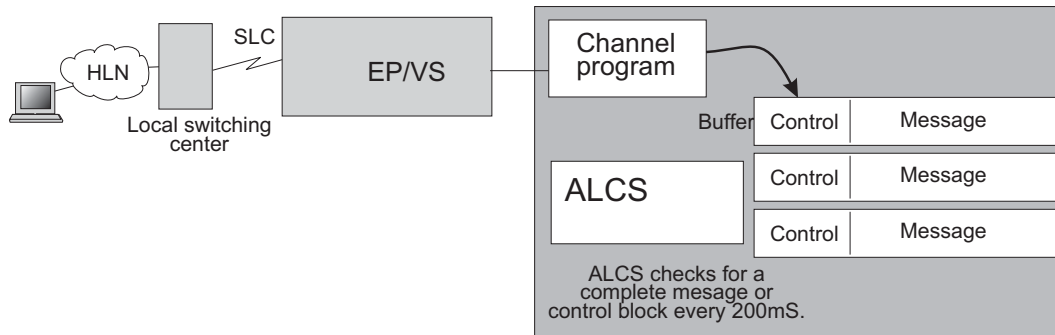 SLC
HLN
EP/VS
Local switching
center
Channel
program
Buffer
Control
Message
Control
Message
Control
Message
ALCS
ALCS checks for a
complete mesage or
control block every 200mS.